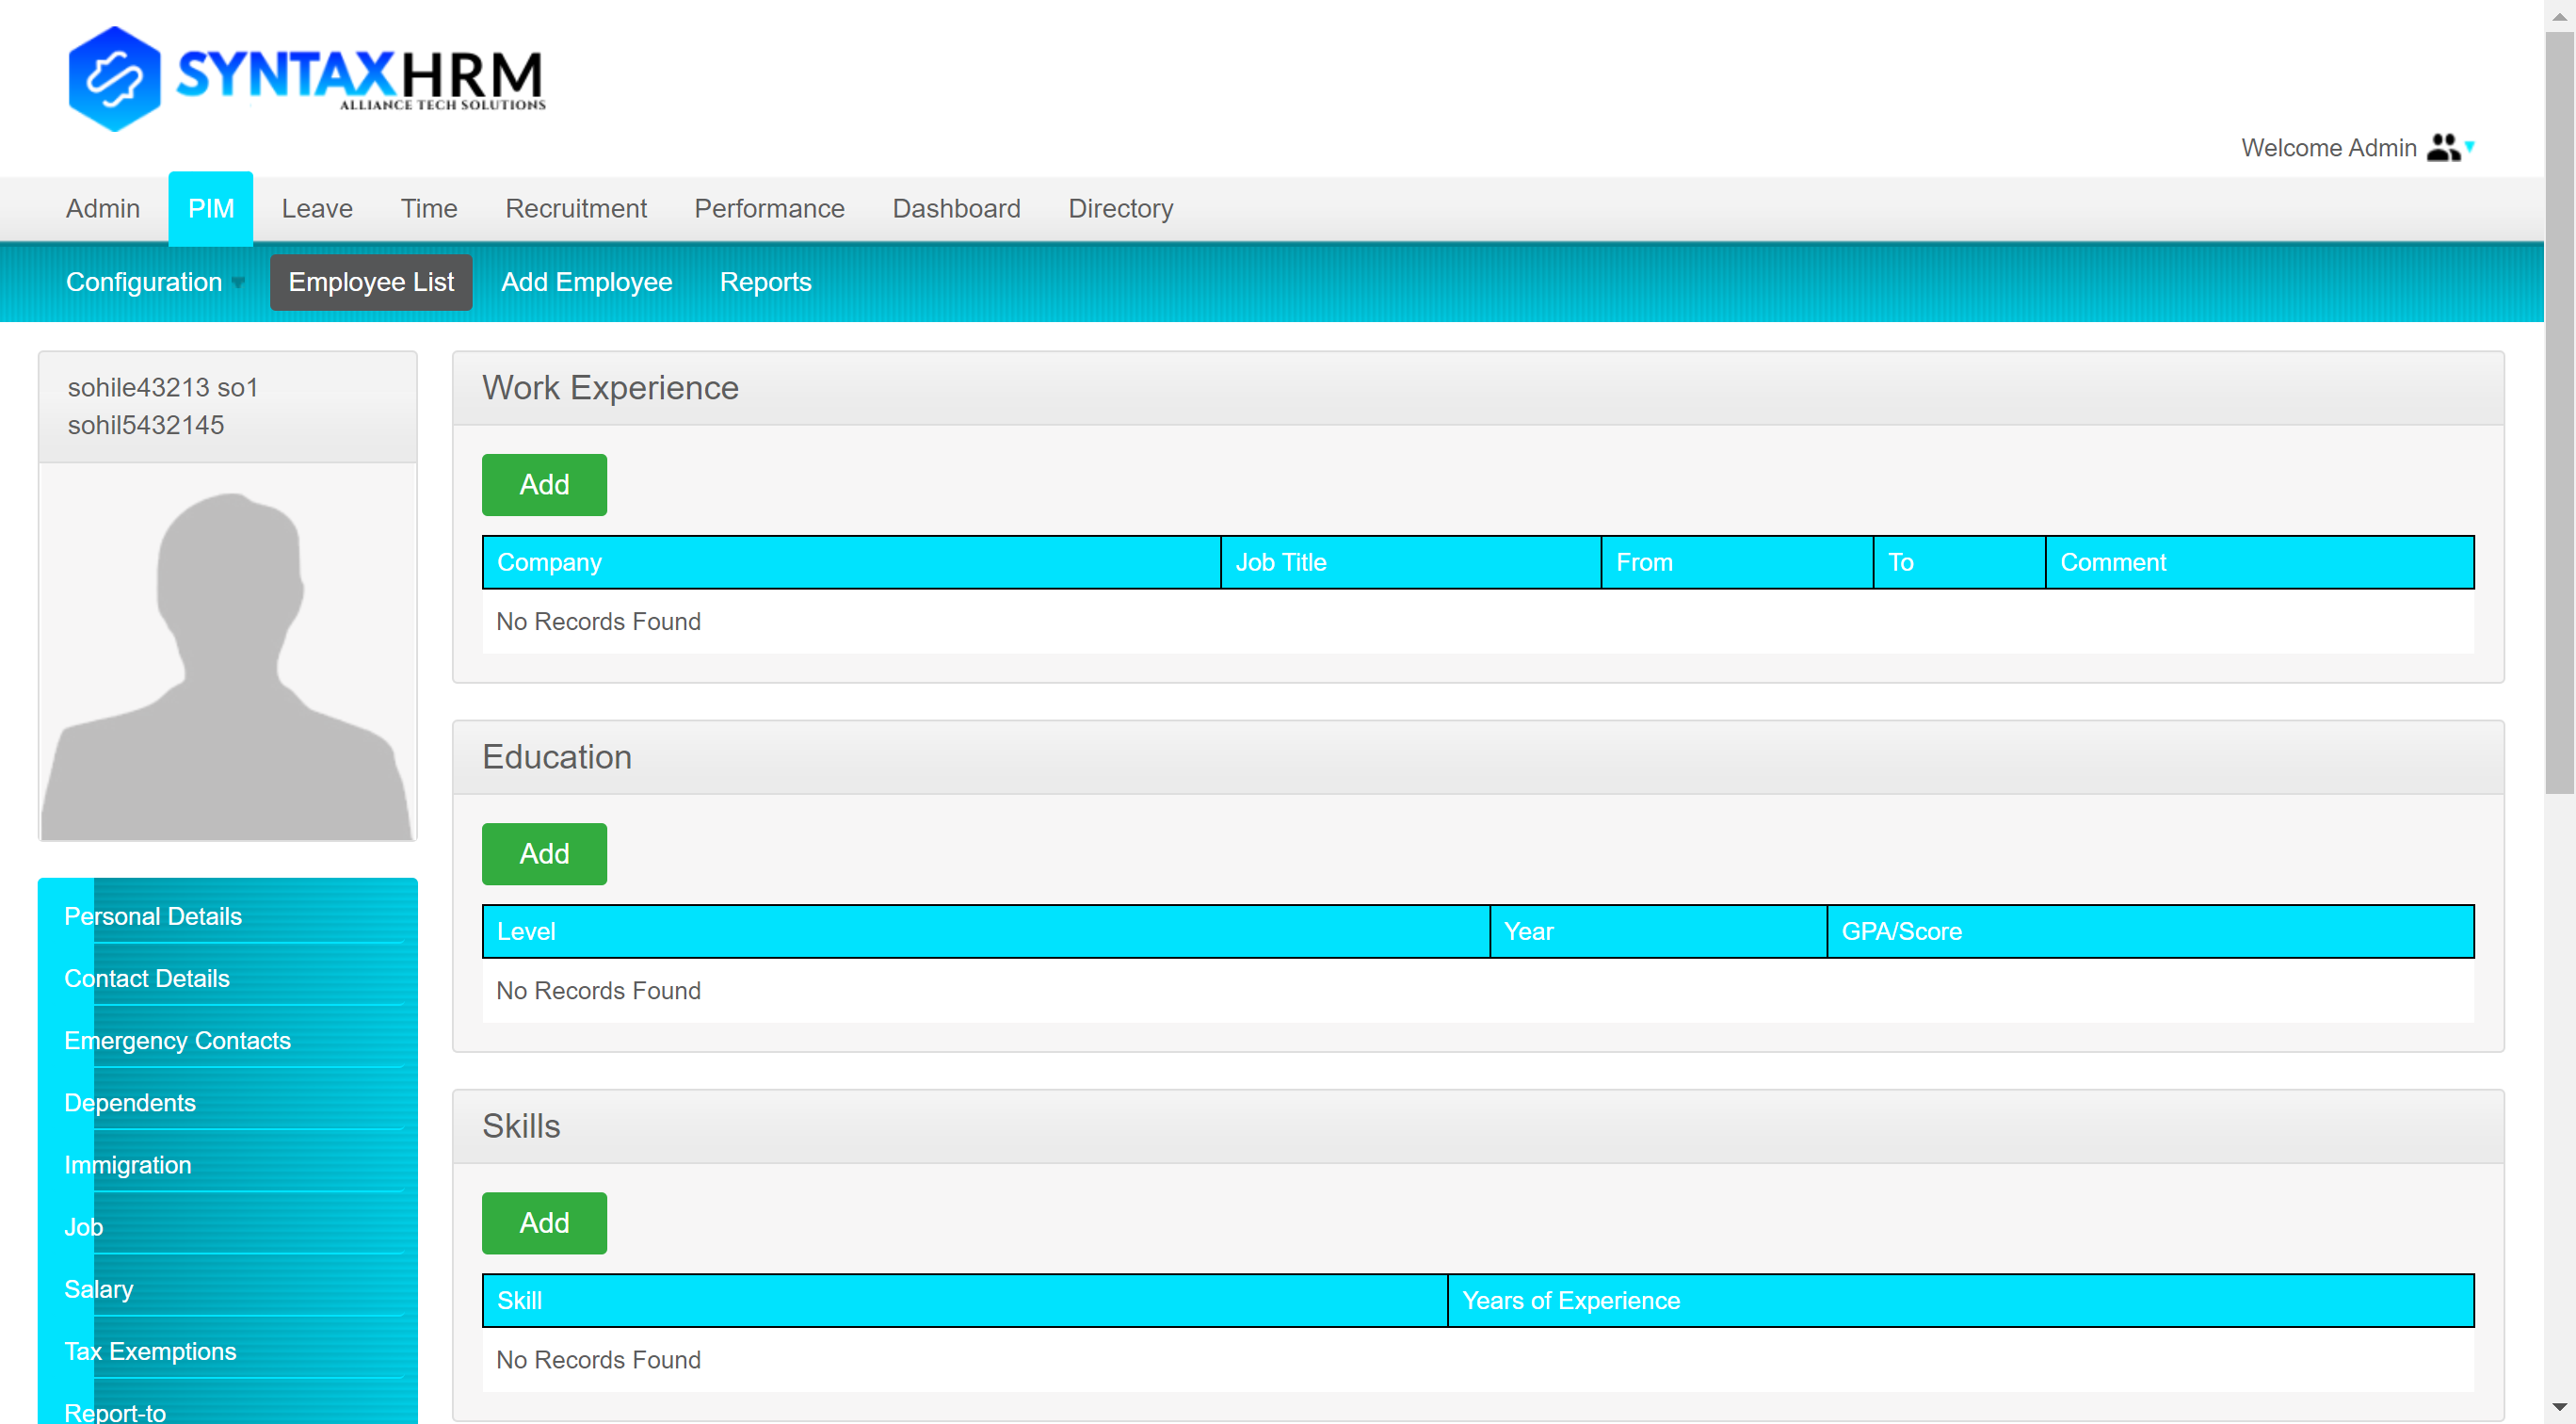 SYNTAXHRM
ALLIANCE TECH SOLUTIONS
Welcome Admin
Admin PIM Leave Time Recruitment Performance Dashboard Directory
Configuration Employee List Add Employee Reports
sohile43213 so1
sohil5432145
Work Experience
Add
Company Job Title From To Comment
No Records Found
Education
Add
Level Year GPA/Score
No Records Found
Skills
Add
Skill Years of Experience
No Records Found
Personal Details
Contact Details
Emergency Contacts
Dependents
Immigration
Job
Salary
Tax Exemptions
Report-to